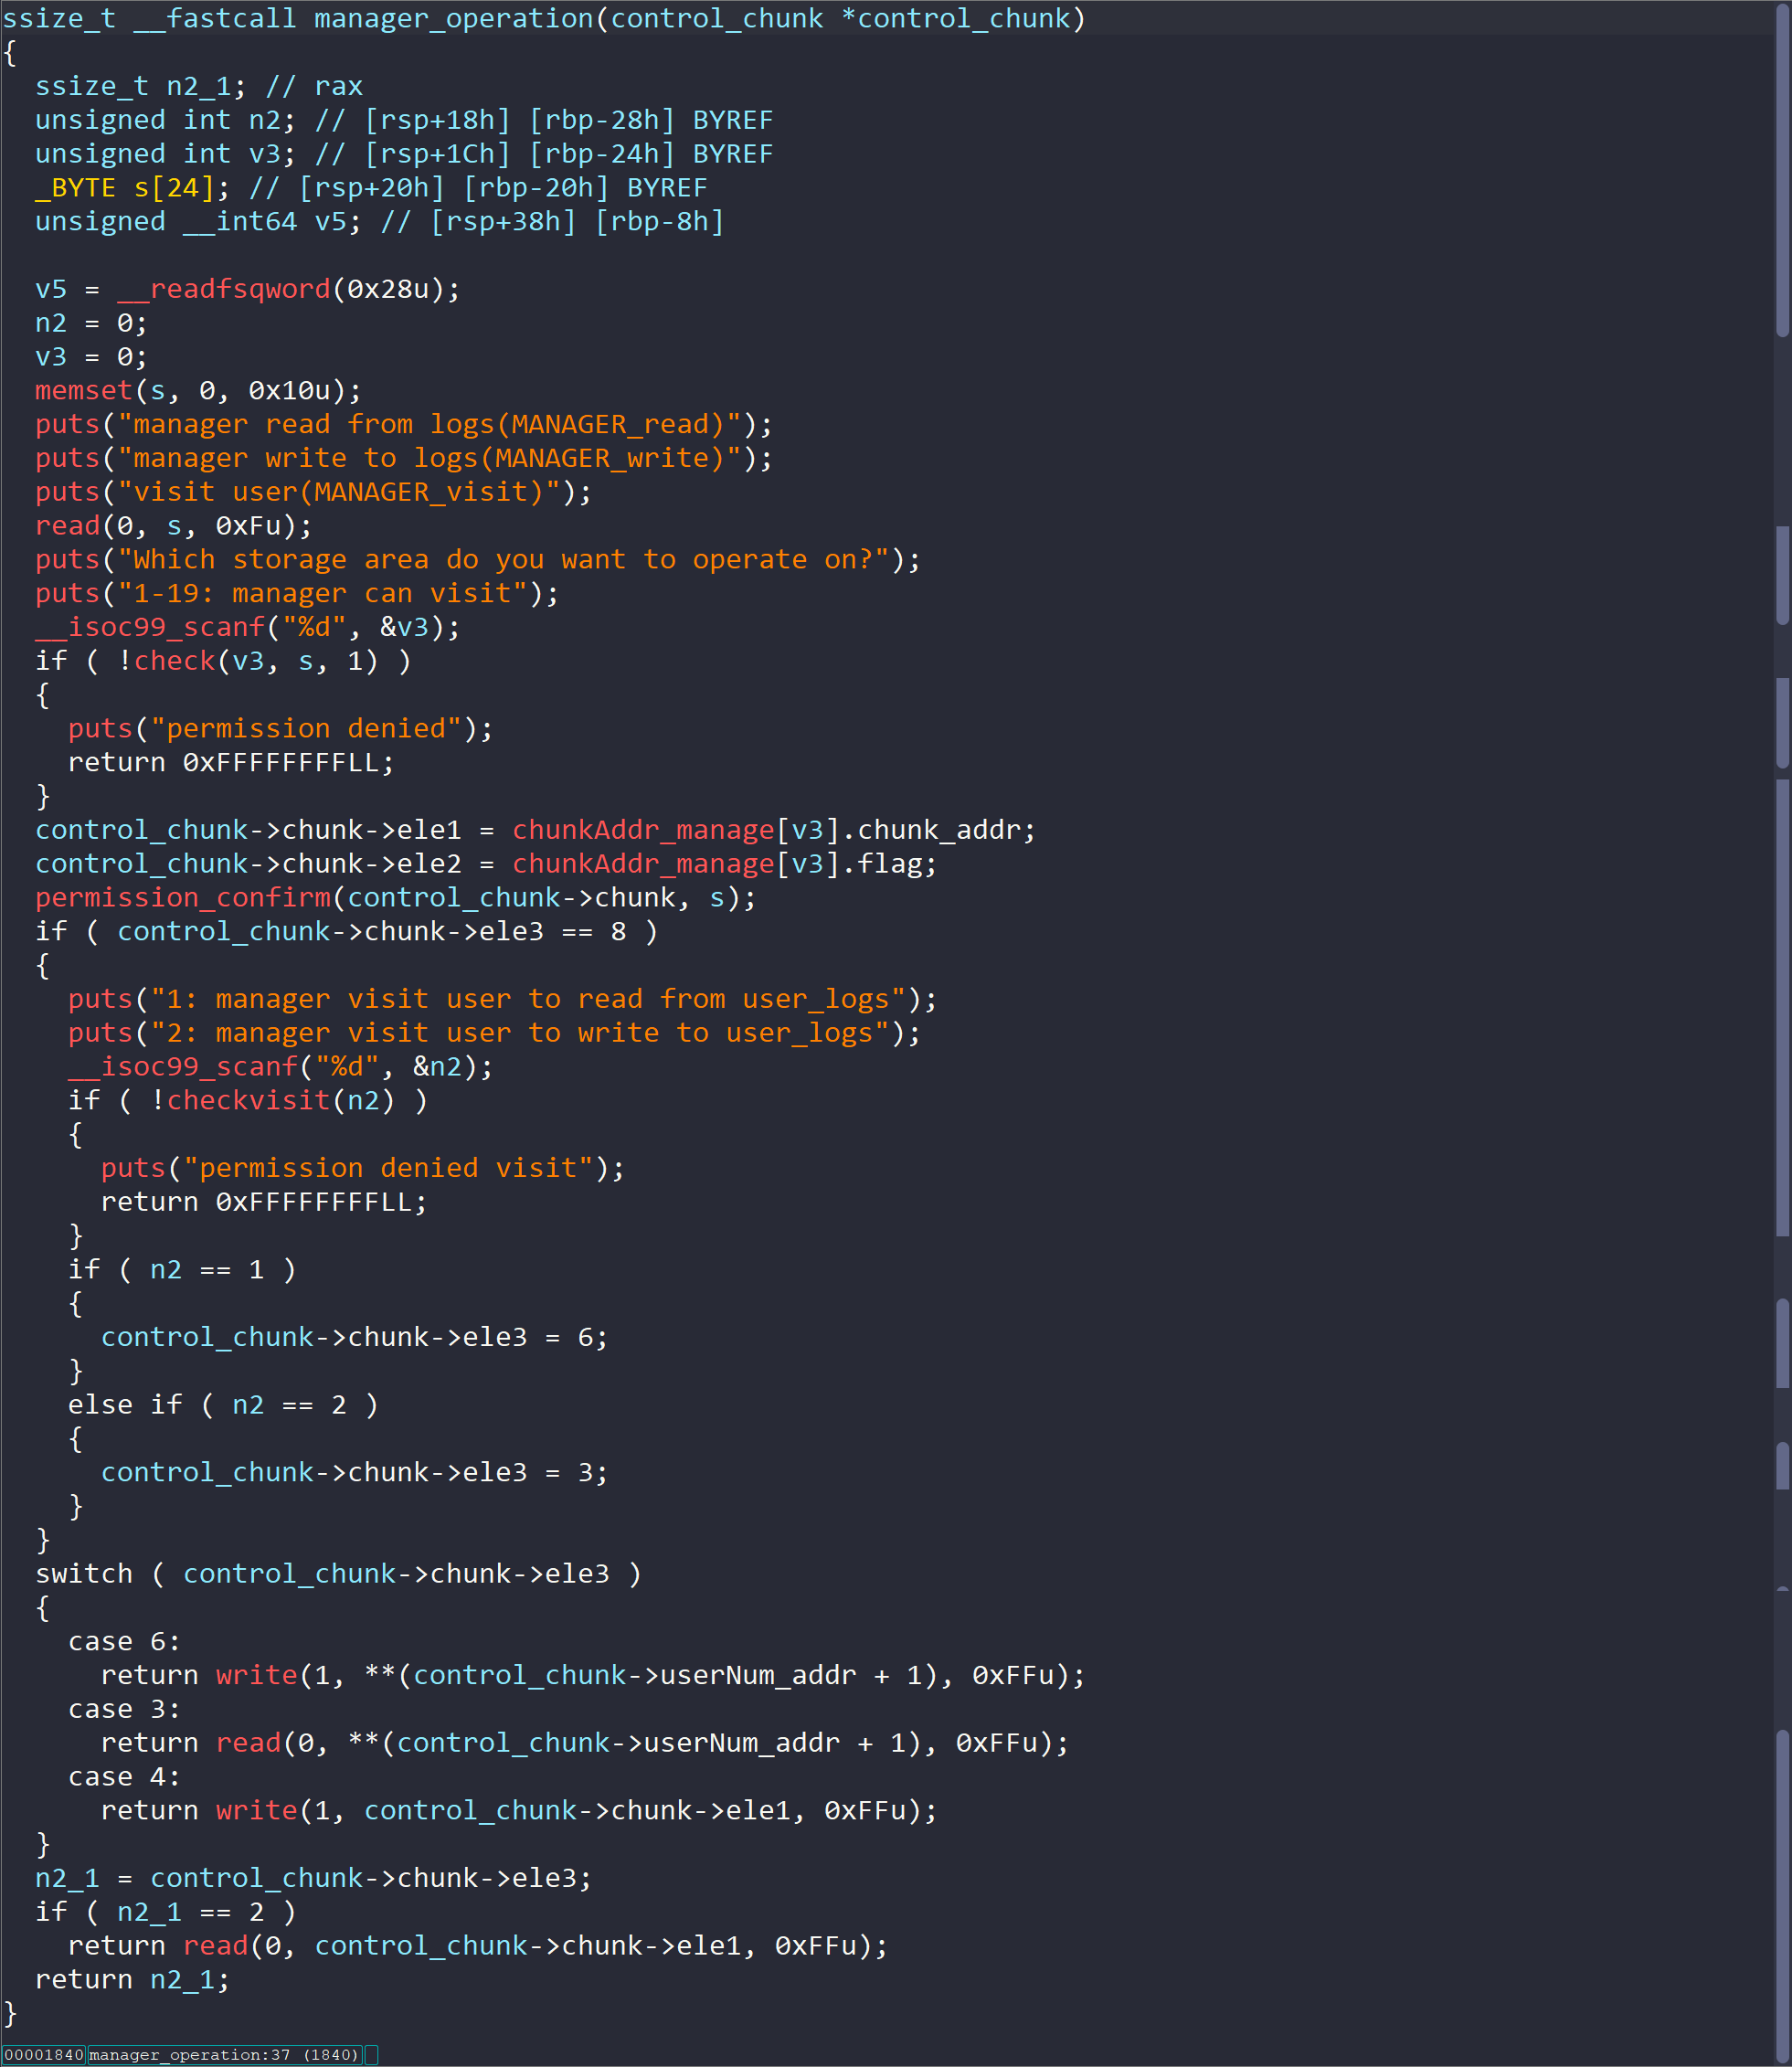 ssize_t __fastcall manager_operation(control_chunk *control_chunk)
{
  ssize_t n2_1; // rax
  unsigned int n2; // [rsp+18h] [rbp-28h] BYREF
  unsigned int v3; // [rsp+1Ch] [rbp-24h] BYREF
  _BYTE s[24]; // [rsp+20h] [rbp-20h] BYREF
  unsigned __int64 v5; // [rsp+38h] [rbp-8h]

  v5 = __readfsqword(0x28u);
  n2 = 0;
  v3 = 0;
  memset(s, 0, 0x10u);
  puts("manager read from logs(MANAGER_read)");
  puts("manager write to logs(MANAGER_write)");
  puts("visit user(MANAGER_visit)");
  read(0, s, 0xFu);
  puts("Which storage area do you want to operate on?");
  puts("1-19: manager can visit");
  __isoc99_scanf("%d", &v3);
  if ( !check(v3, s, 1) )
  {
    puts("permission denied");
    return 0xFFFFFFFFLL;
  }
  control_chunk->chunk->ele1 = chunkAddr_manage[v3].chunk_addr;
  control_chunk->chunk->ele2 = chunkAddr_manage[v3].flag;
  permission_confirm(control_chunk->chunk, s);
  if ( control_chunk->chunk->ele3 == 8 )
  {
    puts("1: manager visit user to read from user_logs");
    puts("2: manager visit user to write to user_logs");
    __isoc99_scanf("%d", &n2);
    if ( !checkvisit(n2) )
    {
      puts("permission denied visit");
      return 0xFFFFFFFFLL;
    }
    if ( n2 == 1 )
    {
      control_chunk->chunk->ele3 = 6;
    }
    else if ( n2 == 2 )
    {
      control_chunk->chunk->ele3 = 3;
    }
  }
  switch ( control_chunk->chunk->ele3 )
  {
    case 6:
      return write(1, **(control_chunk->userNum_addr + 1), 0xFFu);
    case 3:
      return read(0, **(control_chunk->userNum_addr + 1), 0xFFu);
    case 4:
      return write(1, control_chunk->chunk->ele1, 0xFFu);
  }
  n2_1 = control_chunk->chunk->ele3;
  if ( n2_1 == 2 )
    return read(0, control_chunk->chunk->ele1, 0xFFu);
  return n2_1;
}
00001840 manager_operation:37 (1840)